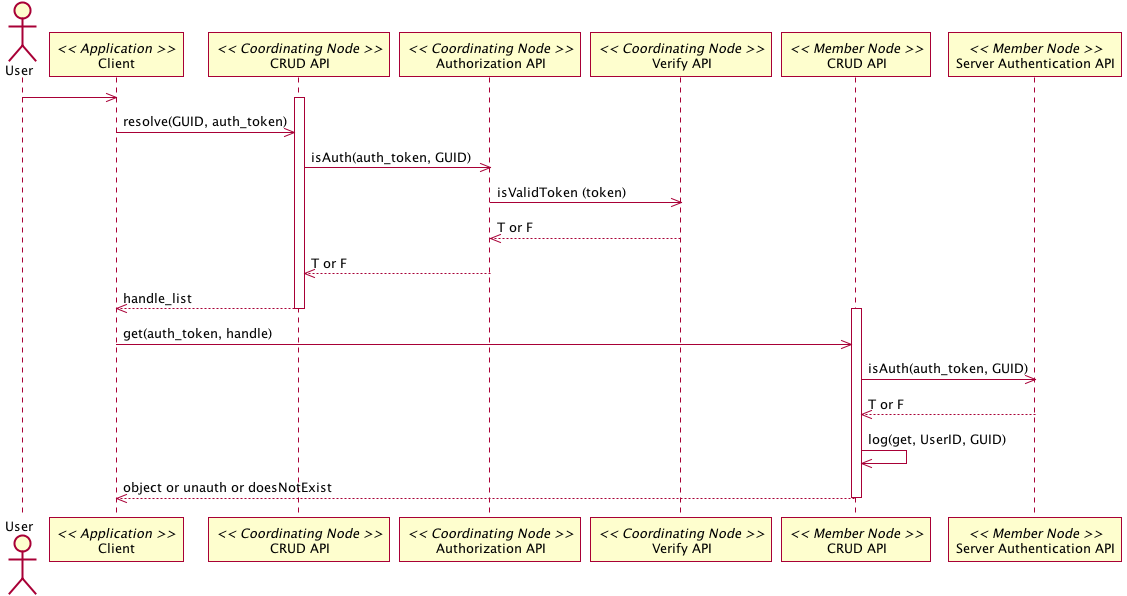 User
<< Application >>
Client
<< Coordinating Node >>
CRUD API
<< Coordinating Node >>
Authorization API
<< Coordinating Node >>
Verify API
<< Member Node >>
CRUD API
<< Member Node >>
Server Authentication API
resolve(GUID, auth_token)
isAuth(auth_token, GUID)
isValidToken (token)
T or F
T or F
handle_list
get(auth_token, handle)
isAuth(auth_token, GUID)
T or F
log(get, UserID, GUID)
object or unauth or doesNotExist
User
<< Application >>
Client
<< Coordinating Node >>
CRUD API
<< Coordinating Node >>
Authorization API
<< Coordinating Node >>
Verify API
<< Member Node >>
CRUD API
<< Member Node >>
Server Authentication API